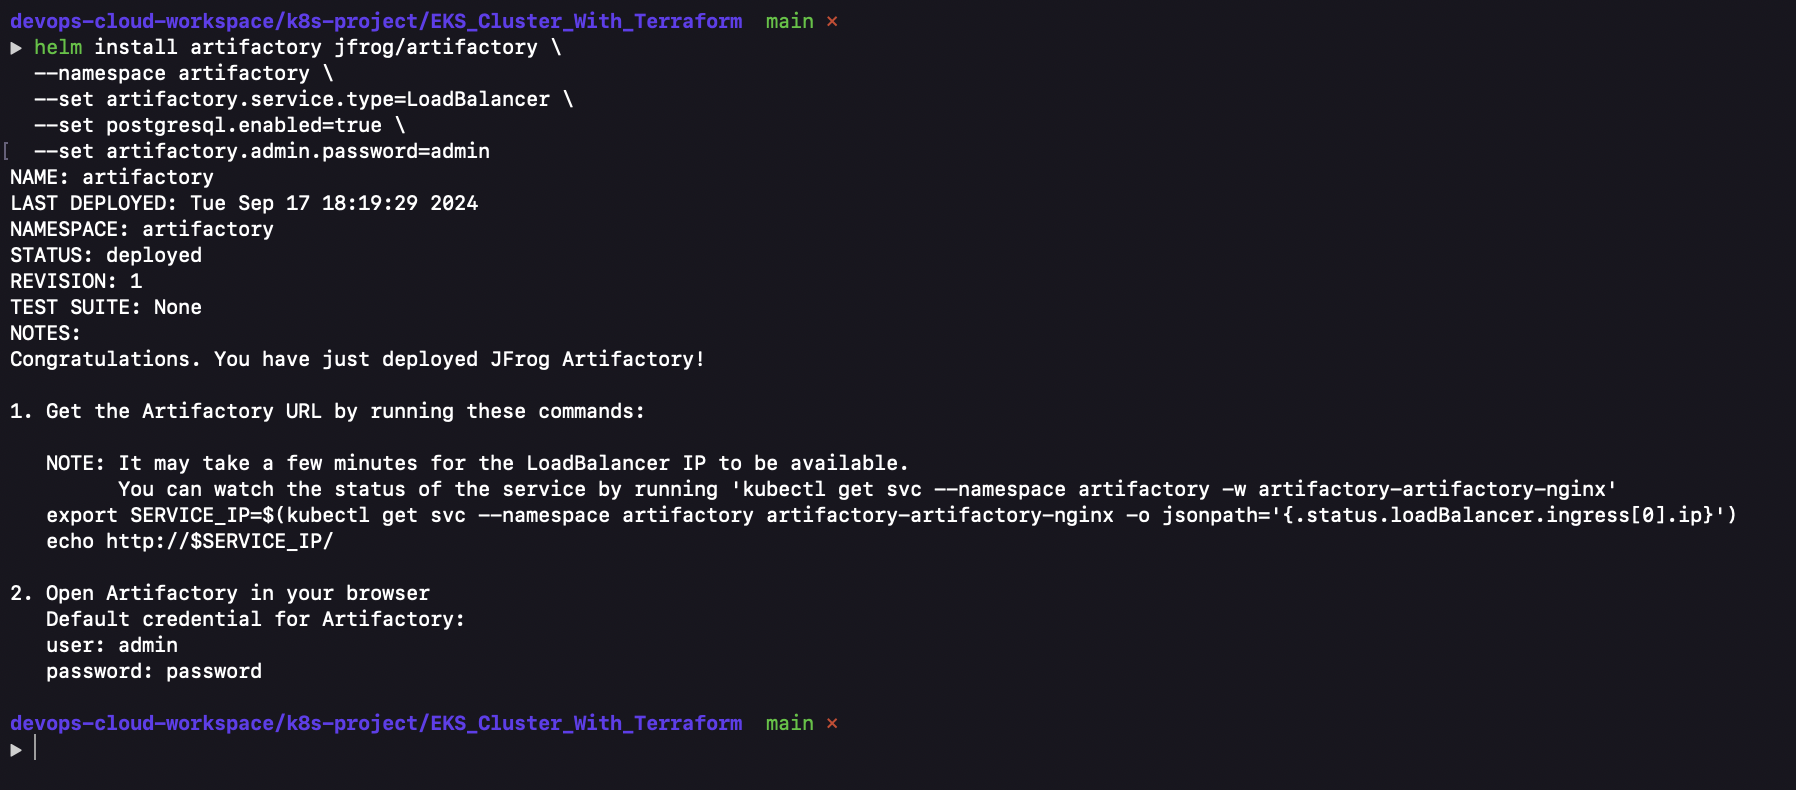 devops-cloud-workspace/k8s-project/EKS_Cluster_With_Terraform  main ×
▶ helm install artifactory jfrog/artifactory \
  --namespace artifactory \
  --set artifactory.service.type=LoadBalancer \
  --set postgresql.enabled=true \
[  --set artifactory.admin.password=admin
NAME: artifactory
LAST DEPLOYED: Tue Sep 17 18:19:29 2024
NAMESPACE: artifactory
STATUS: deployed
REVISION: 1
TEST SUITE: None
NOTES:
Congratulations. You have just deployed JFrog Artifactory!

1. Get the Artifactory URL by running these commands:

   NOTE: It may take a few minutes for the LoadBalancer IP to be available.
         You can watch the status of the service by running 'kubectl get svc --namespace artifactory -w artifactory-artifactory-nginx'
   export SERVICE_IP=$(kubectl get svc --namespace artifactory artifactory-artifactory-nginx -o jsonpath='{.status.loadBalancer.ingress[0].ip}')
   echo http://$SERVICE_IP/

2. Open Artifactory in your browser
   Default credential for Artifactory:
   user: admin
   password: password

devops-cloud-workspace/k8s-project/EKS_Cluster_With_Terraform  main ×
▶